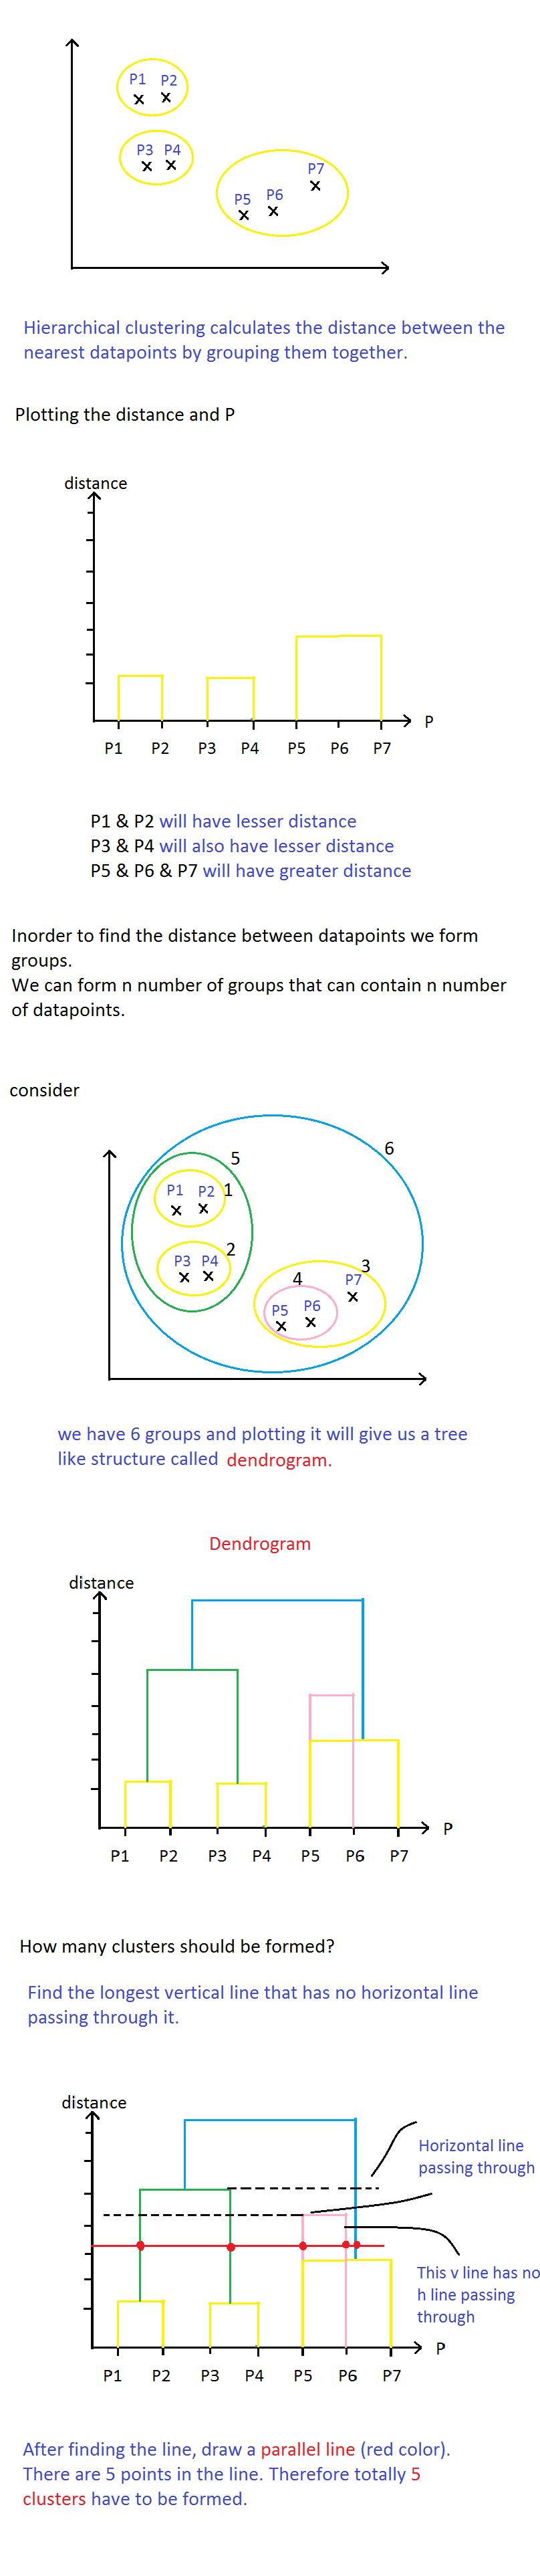 P1 P2
P3 P4
P7
P5 P6
Hierarchical clustering calculates the distance between the
nearest datapoints by grouping them together.
Plotting the distance and P
distance
P
P1 P2 P3 P4 P5 P6 P7
P1 & P2 will have lesser distance
P3 & P4 will also have lesser distance
P5 & P6 & P7 will have greater distance
Inorder to find the distance between datapoints we form
groups.
We can form n number of groups that can contain n number
of datapoints.
consider
6
5
P1 P2 1
2
P3 P4
3
4 P7
P5 P6
we have 6 groups and plotting it will give us a tree
like structure called dendrogram.
Dendrogram
distance
P
P1 P2 P3 P4 P5 P6 P7
How many clusters should be formed?
Find the longest vertical line that has no horizontal line
passing through it.
distance
Horizontal line
passing through
This v line has no
h line passing
through
P
P1 P2 P3 P4 P5 P6 P7
After finding the line, draw a parallel line (red color).
There are 5 points in the line. Therefore totally 5
clusters have to be formed.